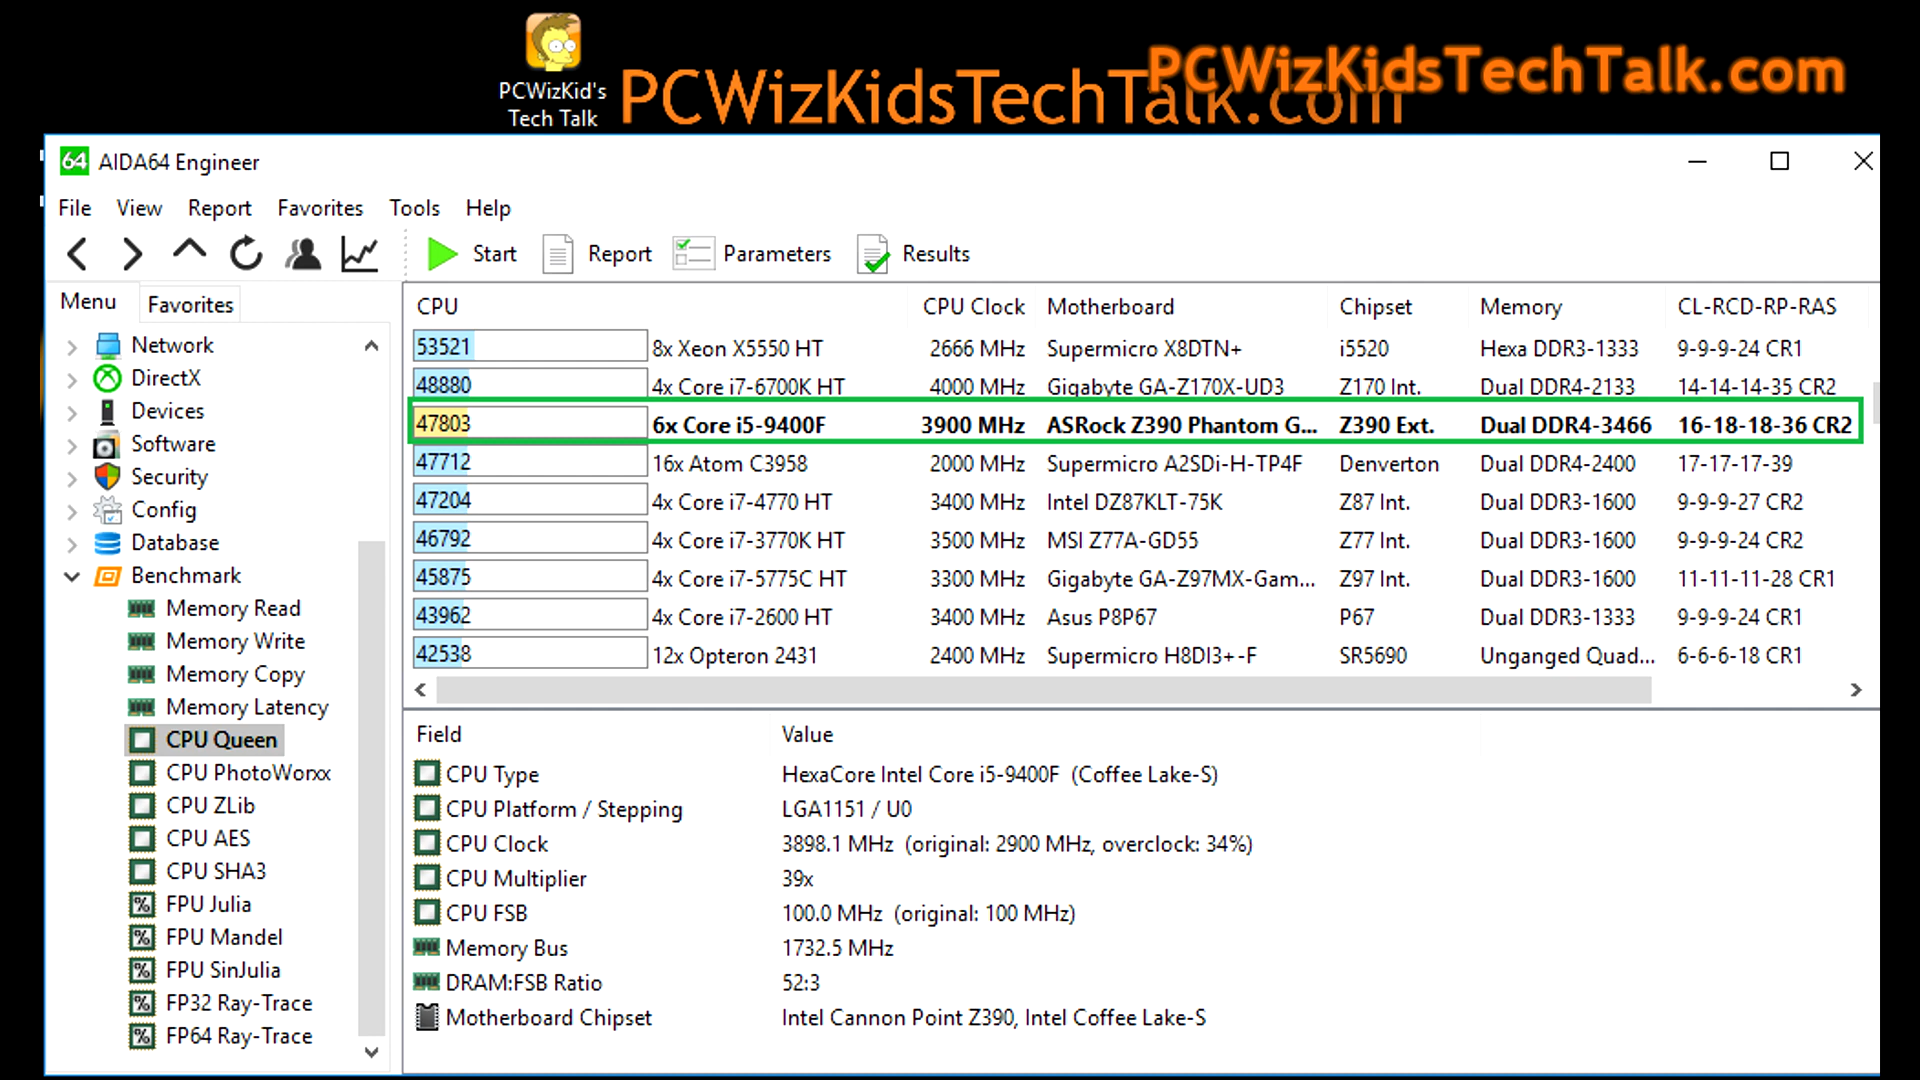 PCWizKid's
Tech Talk
PCWizKidsTechTalk.com
PCWizKidsTechTalk.com
64 AIDA64 Engineer
File View Report Favorites Tools Help
Start Report Parameters Results
Menu Favorites
Network
DirectX
Devices
Software
Security
Config
Database
Benchmark
Memory Read
Memory Write
Memory Copy
Memory Latency
CPU Queen
CPU PhotoWorxx
CPU ZLib
CPU AES
CPU SHA3
FPU Julia
FPU Mandel
FPU SinJulia
FP32 Ray-Trace
FP64 Ray-Trace
CPU CPU Clock Motherboard Chipset Memory CL-RCD-RP-RAS
53521 8x Xeon X5550 HT 2666 MHz Supermicro X8DTN+ i5520 Hexa DDR3-1333 9-9-9-24 CR1
48880 4x Core i7-6700K HT 4000 MHz Gigabyte GA-Z170X-UD3 Z170 Int. Dual DDR4-2133 14-14-14-35 CR2
47803 6x Core i5-9400F 3900 MHz ASRock Z390 Phantom G... Z390 Ext. Dual DDR4-3466 16-18-18-36 CR2
47712 16x Atom C3958 2000 MHz Supermicro A2SDi-H-TP4F Denverton Dual DDR4-2400 17-17-17-39
47204 4x Core i7-4770 HT 3400 MHz Intel DZ87KLT-75K Z87 Int. Dual DDR3-1600 9-9-9-27 CR2
46792 4x Core i7-3770K HT 3500 MHz MSI Z77A-GD55 Z77 Int. Dual DDR3-1600 9-9-9-24 CR2
45875 4x Core i7-5775C HT 3300 MHz Gigabyte GA-Z97MX-Gam... Z97 Int. Dual DDR3-1600 11-11-11-28 CR1
43962 4x Core i7-2600 HT 3400 MHz Asus P8P67 P67 Dual DDR3-1333 9-9-9-24 CR1
42538 12x Opteron 2431 2400 MHz Supermicro H8DI3+-F SR5690 Unganged Quad... 6-6-6-18 CR1
Field Value
CPU Type HexaCore Intel Core i5-9400F (Coffee Lake-S)
CPU Platform / Stepping LGA1151 / U0
CPU Clock 3898.1 MHz (original: 2900 MHz, overclock: 34%)
CPU Multiplier 39x
CPU FSB 100.0 MHz (original: 100 MHz)
Memory Bus 1732.5 MHz
DRAM:FSB Ratio 52:3
Motherboard Chipset Intel Cannon Point Z390, Intel Coffee Lake-S